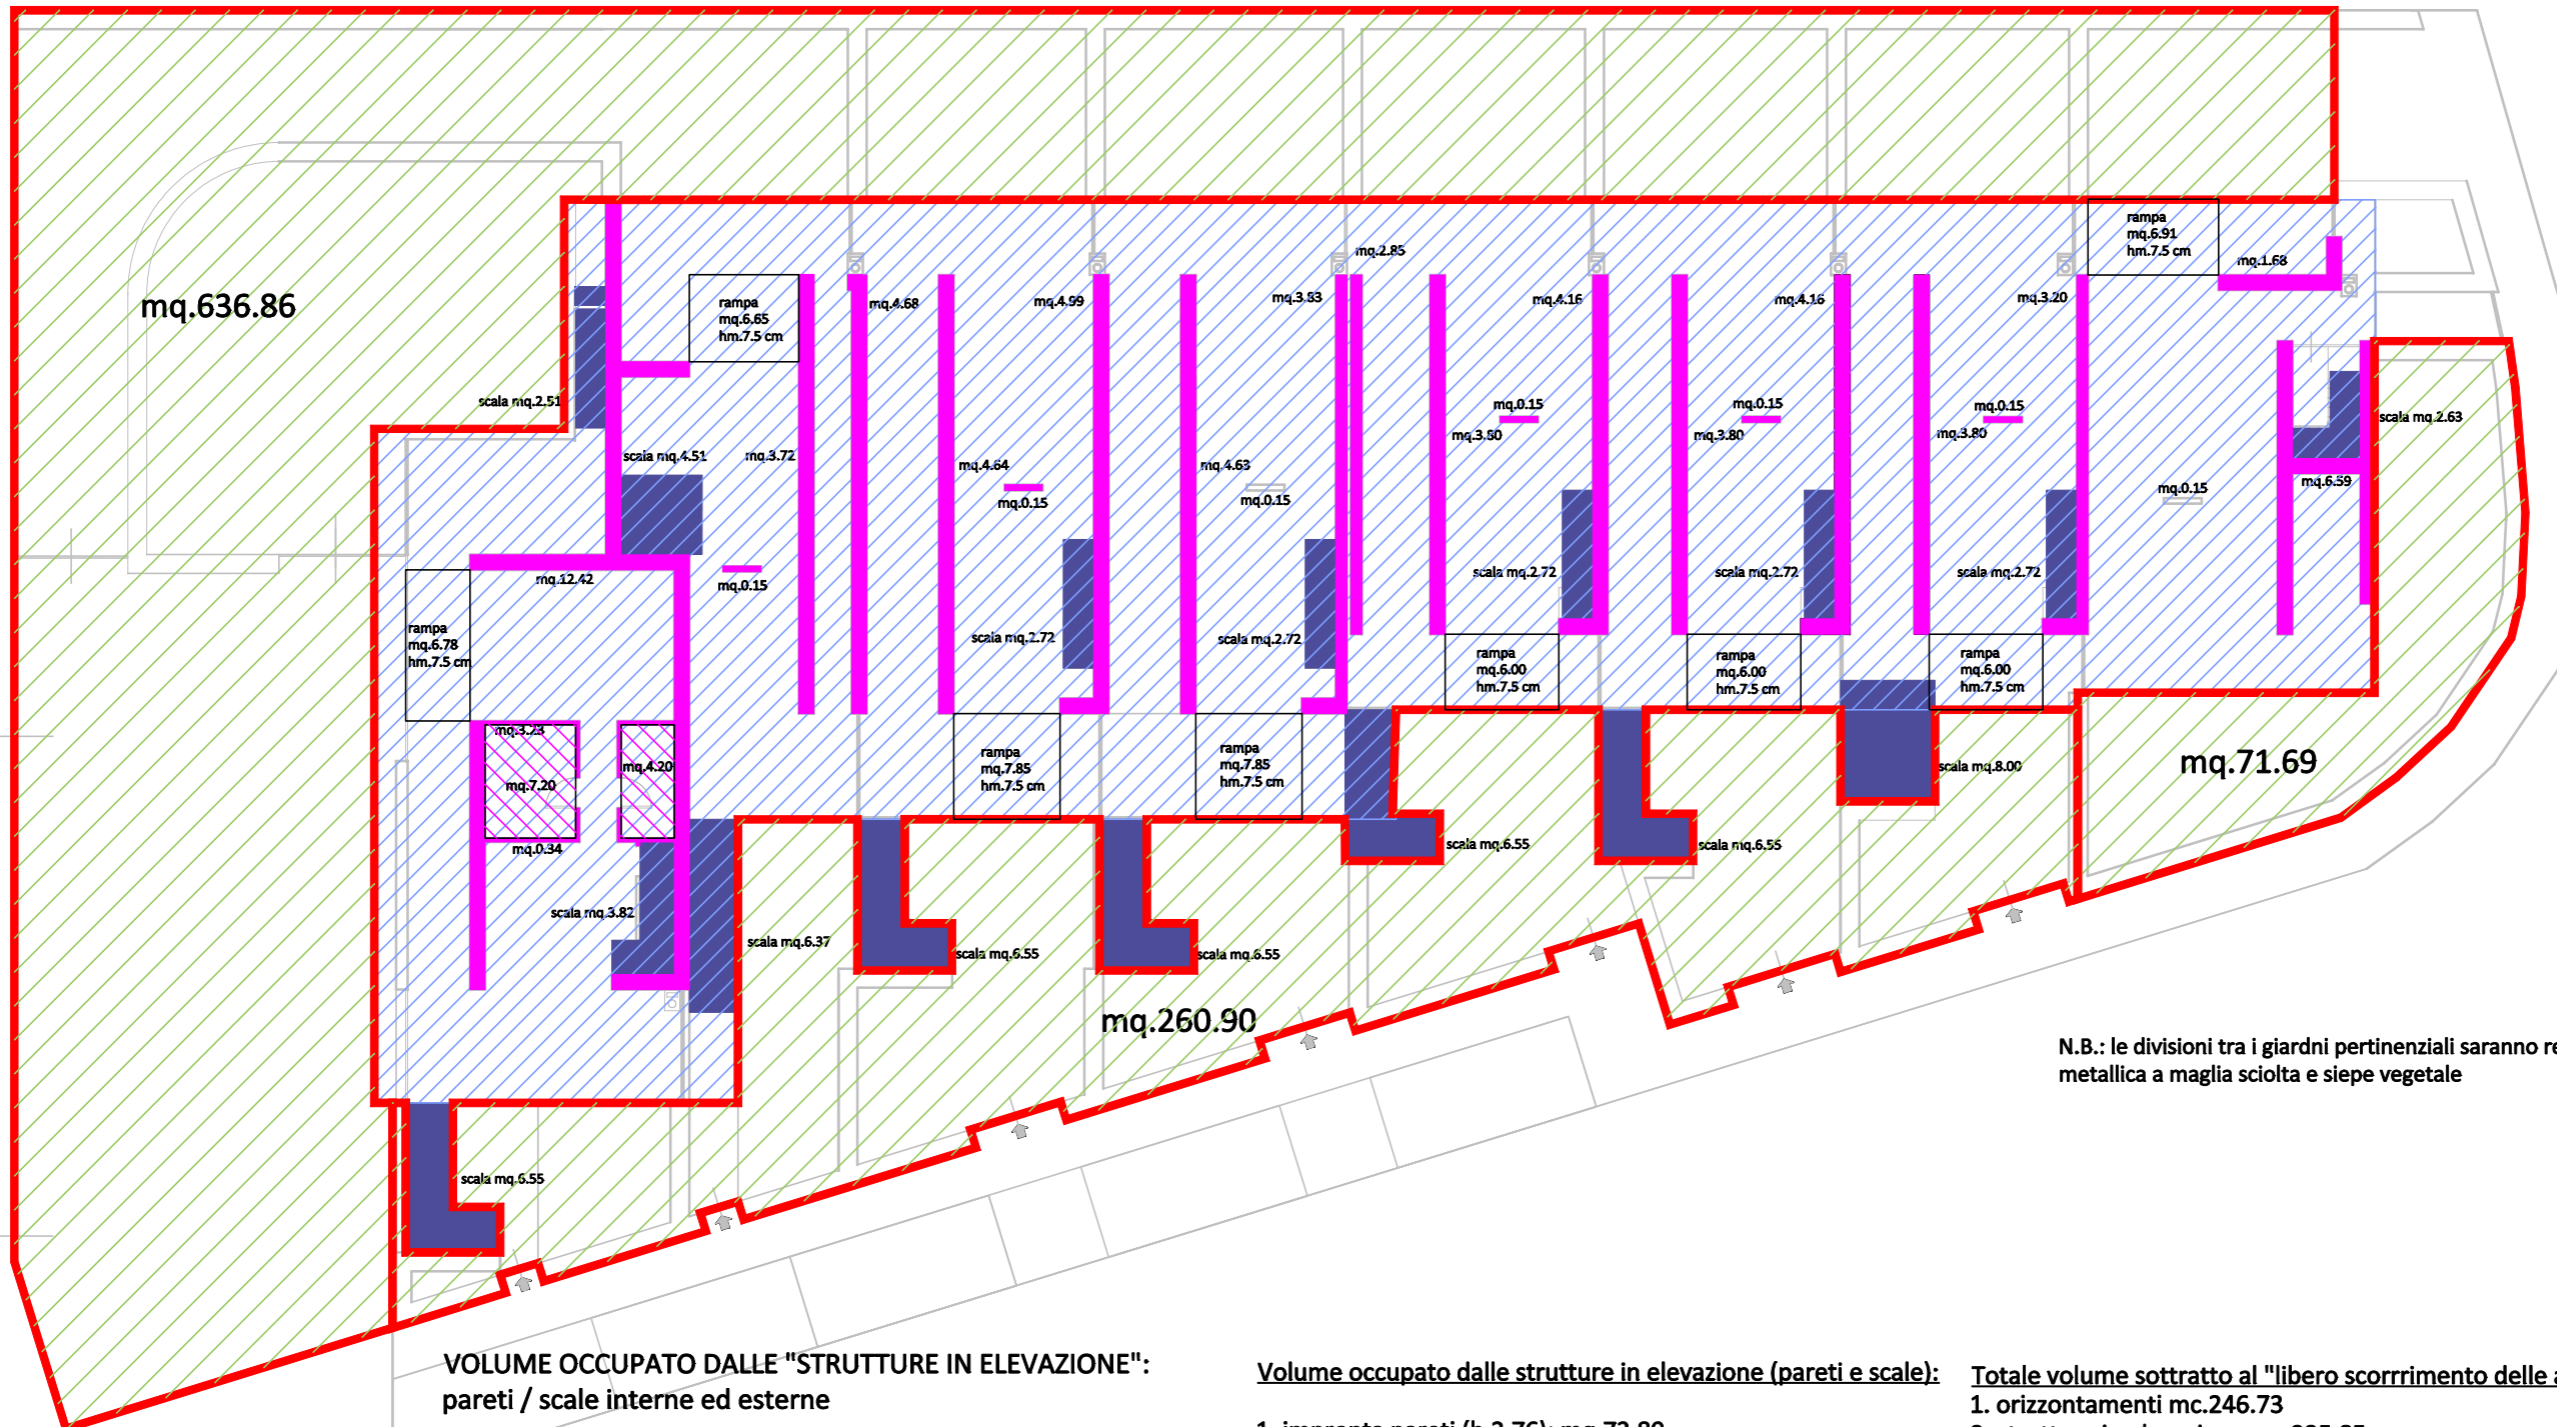 rampa
mq.6.91
hm.7.5 cm
mq.2.85
mq.1.68
mq.636.86
rampa
mq.6.65
hm.7.5 cm
mq.4.68
mq.4.99
mq.3.83
mq.4.16
mq.4.16
mq.3.20
scala mq.2.51
mq.0.15
mq.0.15
mq.0.15
scala mq.2.63
mq.3.80
mq.3.80
mq.3.80
scala mq.4.51
mq.3.72
mq.4.64
mq.4.63
mq.0.15
mq.0.15
mq.0.15
mq.6.59
mq.12.42
mq.0.15
scala mq.2.72
scala mq.2.72
scala mq.2.72
rampa
mq.6.78
hm.7.5 cm
scala mq.2.72
scala mq.2.72
rampa
mq.6.00
hm.7.5 cm
rampa
mq.6.00
hm.7.5 cm
rampa
mq.6.00
hm.7.5 cm
mq.3.23
mq.4.20
mq.7.20
rampa
mq.7.85
hm.7.5 cm
rampa
mq.7.85
hm.7.5 cm
scala mq.8.00
mq.71.69
mq.0.34
scala mq.6.55
scala mq.6.55
scala mq.3.82
scala mq.6.37
scala mq.6.55
scala mq.6.55
mq.260.90
N.B.: le divisioni tra i giardni pertinenziali saranno re
metallica a maglia sciolta e siepe vegetale
scala mq.6.55
VOLUME OCCUPATO DALLE "STRUTTURE IN ELEVAZIONE":
pareti / scale interne ed esterne
Volume occupato dalle strutture in elevazione (pareti e scale):
Totale volume sottratto al "libero scorrrimento delle a
1. orizzontamenti mc.246.73